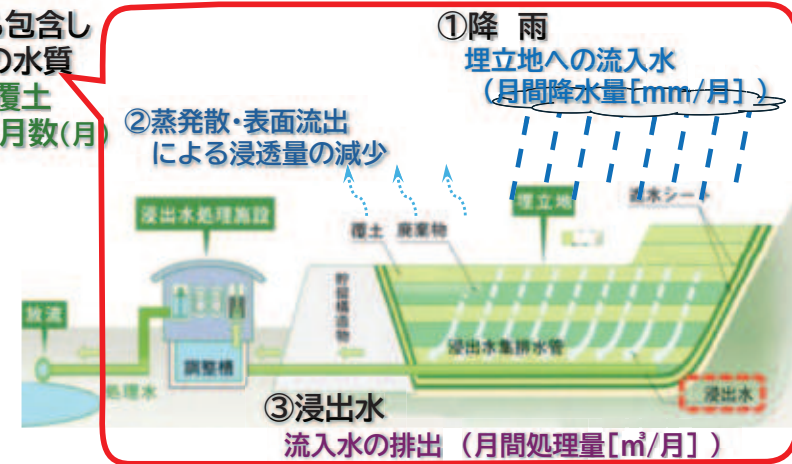 包含し
の水質
覆土
月数(月)
①降 雨
埋立地への流入水
(月間降水量[mm/月])
②蒸発散・表面流出
による浸透量の減少
浸出水処理施設
埋立地
遮水シート
覆土 廃棄物
貯留構造物
放流
浸出水集排水管
調整槽
処理水
浸出水
③浸出水
流入水の排出 (月間処理量[㎥/月])